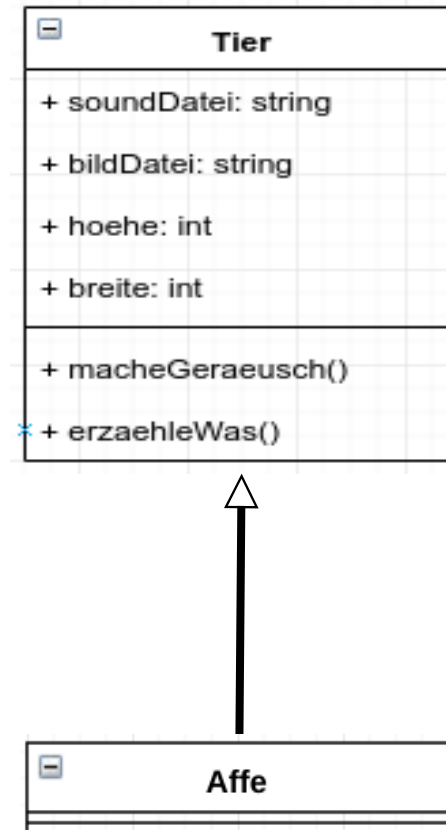 Tier
+ soundDatei: string
+ bildDatei: string
+ hoehe: int
+ breite: int
+ macheGeraeusch()
+ erzaehleWas()
Affe